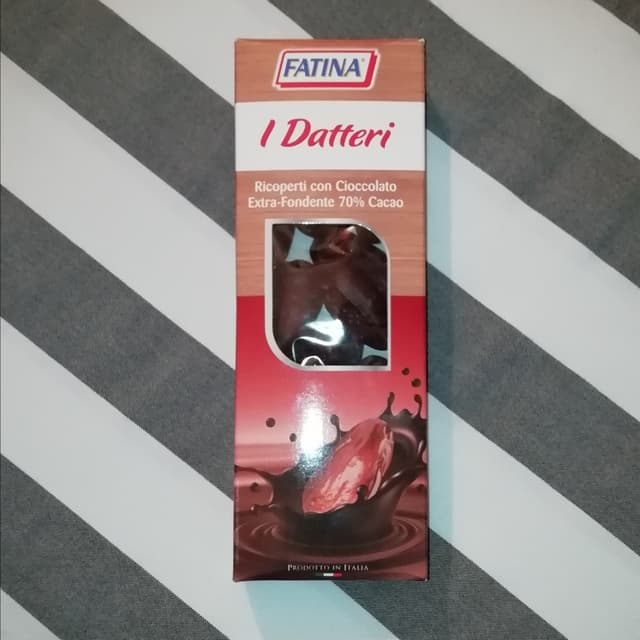 FATINA
I Datteri
Ricoperti con Cioccolato
Extra-Fondente 70% Cacao
PRODOTTO IN ITALIA